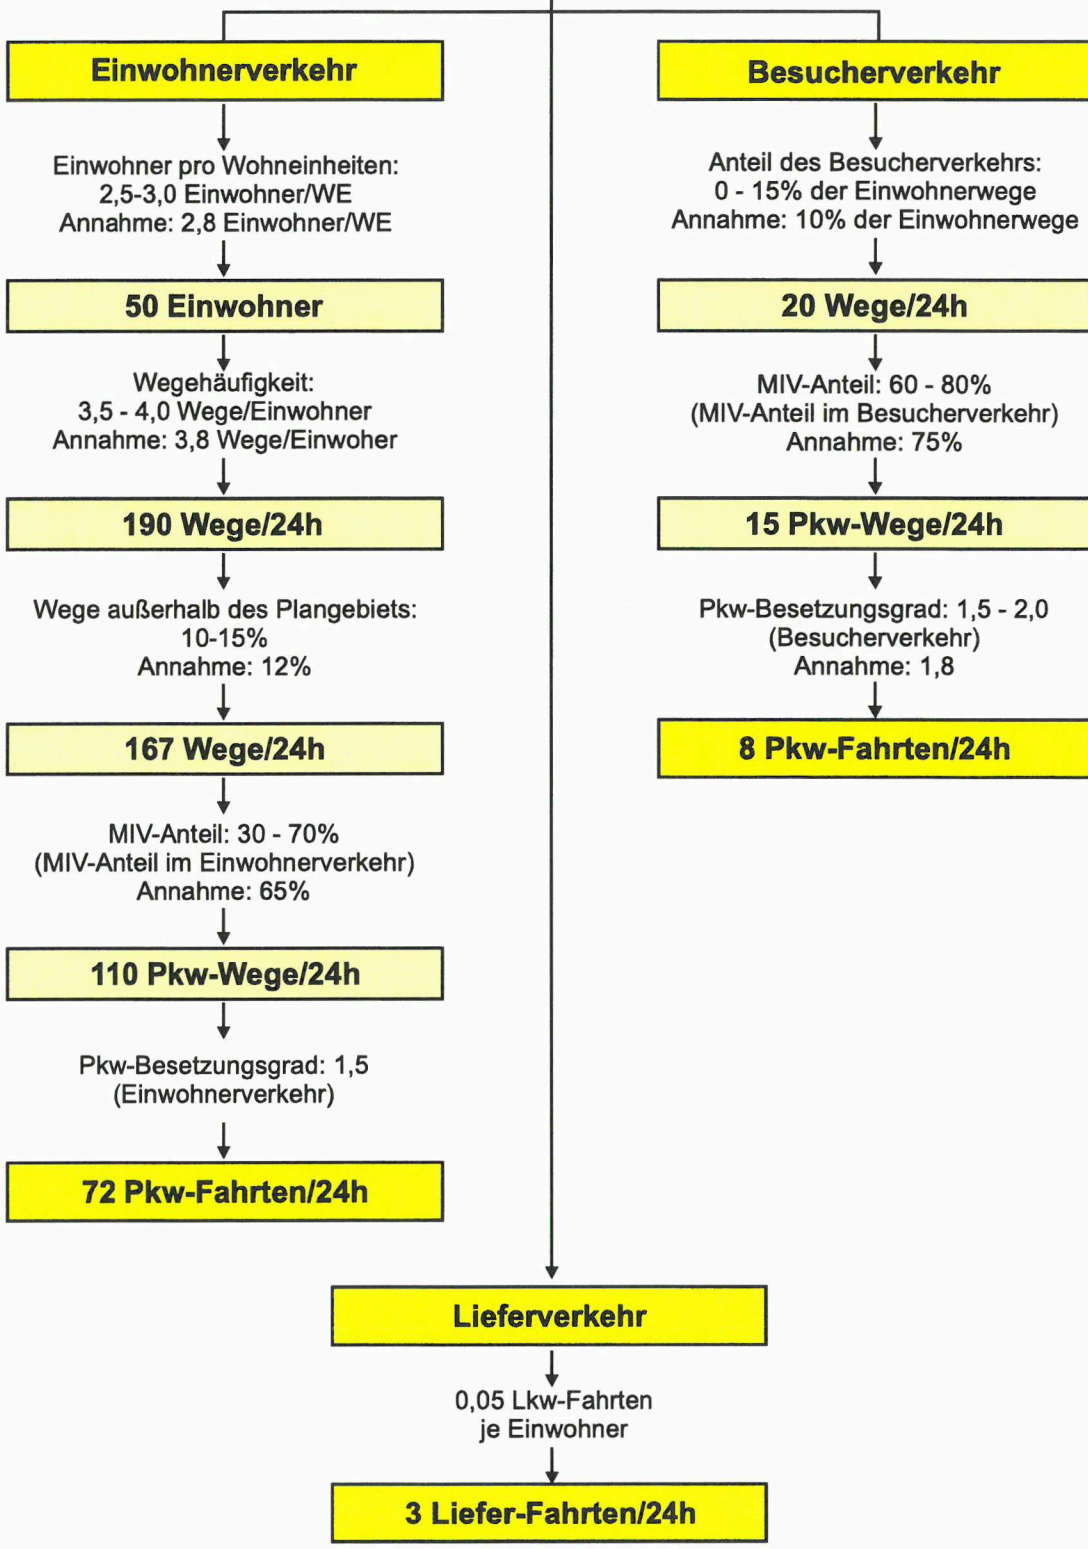 Einwohnerverkehr
Einwohner pro Wohneinheiten:
2,5-3,0 Einwohner/WE
Annahme: 2,8 Einwohner/WE
50 Einwohner
Wegehäufigkeit:
3,5 - 4,0 Wege/Einwohner
Annahme: 3,8 Wege/Einwoher
190 Wege/24h
Wege außerhalb des Plangebiets:
10-15%
Annahme: 12%
167 Wege/24h
MIV-Anteil: 30 - 70%
(MIV-Anteil im Einwohnerverkehr)
Annahme: 65%
110 Pkw-Wege/24h
Pkw-Besetzungsgrad: 1,5
(Einwohnerverkehr)
72 Pkw-Fahrten/24h
Besucherverkehr
Anteil des Besucherverkehrs:
0 - 15% der Einwohnerwege
Annahme: 10% der Einwohnerwege
20 Wege/24h
MIV-Anteil: 60 - 80%
(MIV-Anteil im Besucherverkehr)
Annahme: 75%
15 Pkw-Wege/24h
Pkw-Besetzungsgrad: 1,5 - 2,0
(Besucherverkehr)
Annahme: 1,8
8 Pkw-Fahrten/24h
Lieferverkehr
0,05 Lkw-Fahrten
je Einwohner
3 Liefer-Fahrten/24h